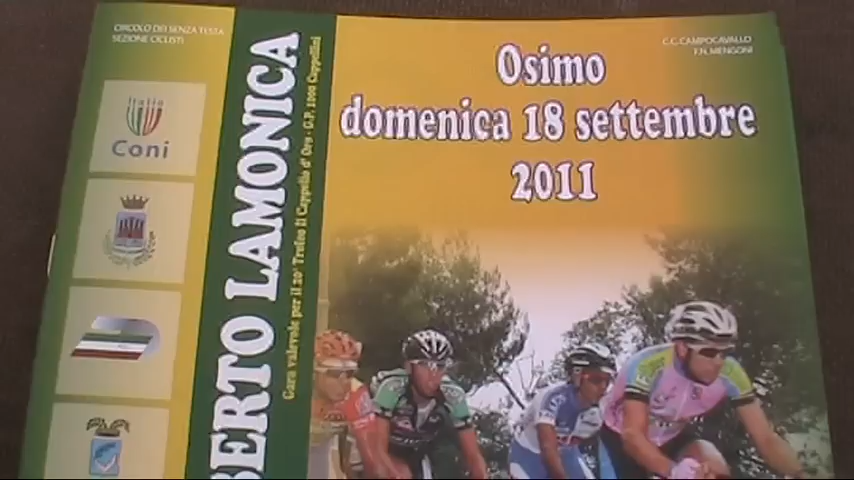 CIRCOLO DEI SENZA TESTA
SEZIONE CICLISTI
Italia
Coni
BERTO LAMONICA
Gara valevole per il 20° Trofeo il Cappello d'Oro - G.P. 1000 Cappellini
C.C. CAMPOCAVALLO
F.N. MENGONI
Osimo
domenica 18 settembre
2011